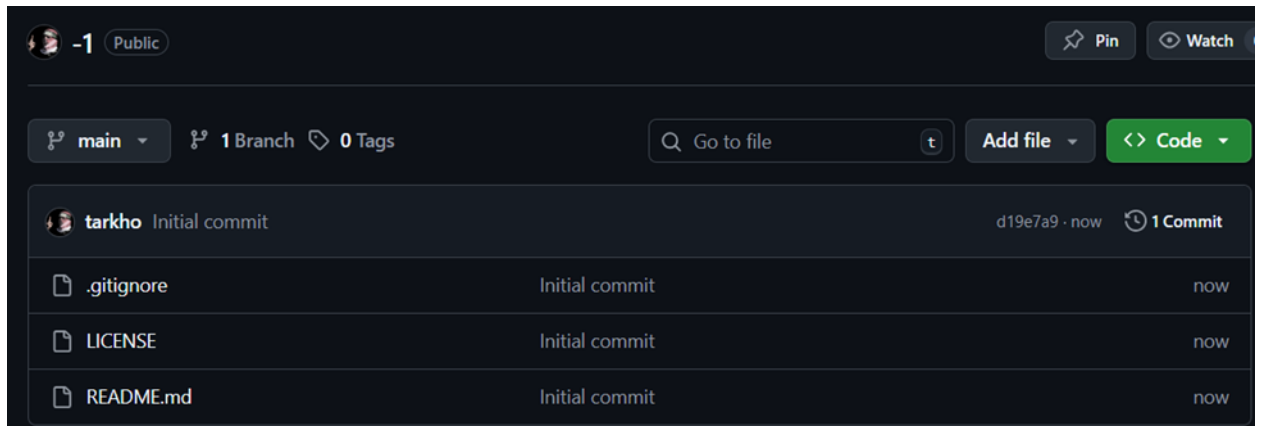 -1 Public Pin Watch
main 1 Branch 0 Tags Go to file t Add file <> Code
tarkho Initial commit d19e7a9 · now 1 Commit
.gitignore Initial commit now
LICENSE Initial commit now
README.md Initial commit now